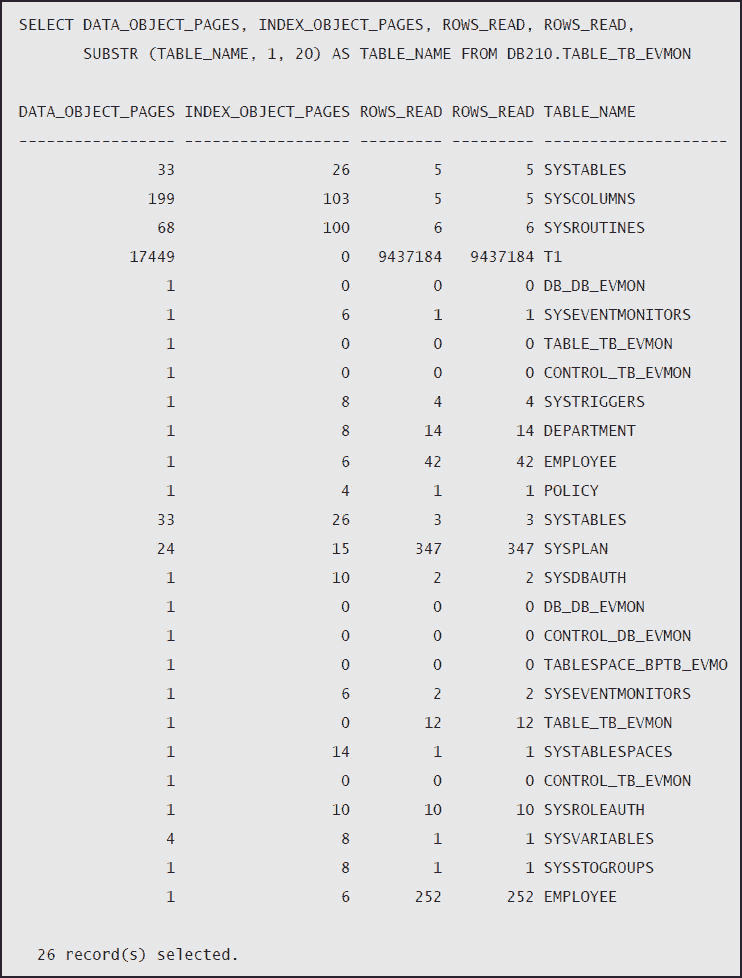 SELECT DATA_OBJECT_PAGES, INDEX_OBJECT_PAGES, ROWS_READ, ROWS_READ,
SUBSTR (TABLE_NAME, 1, 20) AS TABLE_NAME FROM DB210.TABLE_TB_EVMON
DATA_OBJECT_PAGES INDEX_OBJECT_PAGES ROWS_READ ROWS_READ TABLE_NAME
----------------- ------------------ --------- --------- --------------------
33 26 5 5 SYSTABLES
199 103 5 5 SYSCOLUMNS
68 100 6 6 SYSROUTINES
17449 0 9437184 9437184 T1
1 0 0 0 DB_DB_EVMON
1 6 1 1 SYSEVENTMONITORS
1 0 0 0 TABLE_TB_EVMON
1 0 0 0 CONTROL_TB_EVMON
1 8 4 4 SYSTRIGGERS
1 8 14 14 DEPARTMENT
1 6 42 42 EMPLOYEE
1 4 1 1 POLICY
33 26 3 3 SYSTABLES
24 15 347 347 SYSPLAN
1 10 2 2 SYSDBAUTH
1 0 0 0 DB_DB_EVMON
1 0 0 0 CONTROL_DB_EVMON
1 0 0 0 TABLESPACE_BPTB_EVMO
1 6 2 2 SYSEVENTMONITORS
1 0 12 12 TABLE_TB_EVMON
1 14 1 1 SYSTABLESPACES
1 0 0 0 CONTROL_TB_EVMON
1 10 10 10 SYSROLEAUTH
4 8 1 1 SYSVARIABLES
1 8 1 1 SYSSTOGROUPS
1 6 252 252 EMPLOYEE
26 record(s) selected.